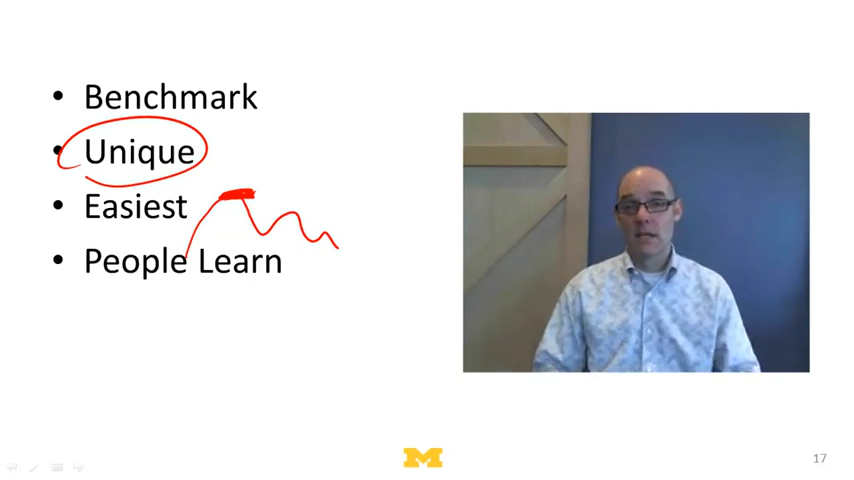 • Benchmark
• Unique
• Easiest
• People Learn
M
17